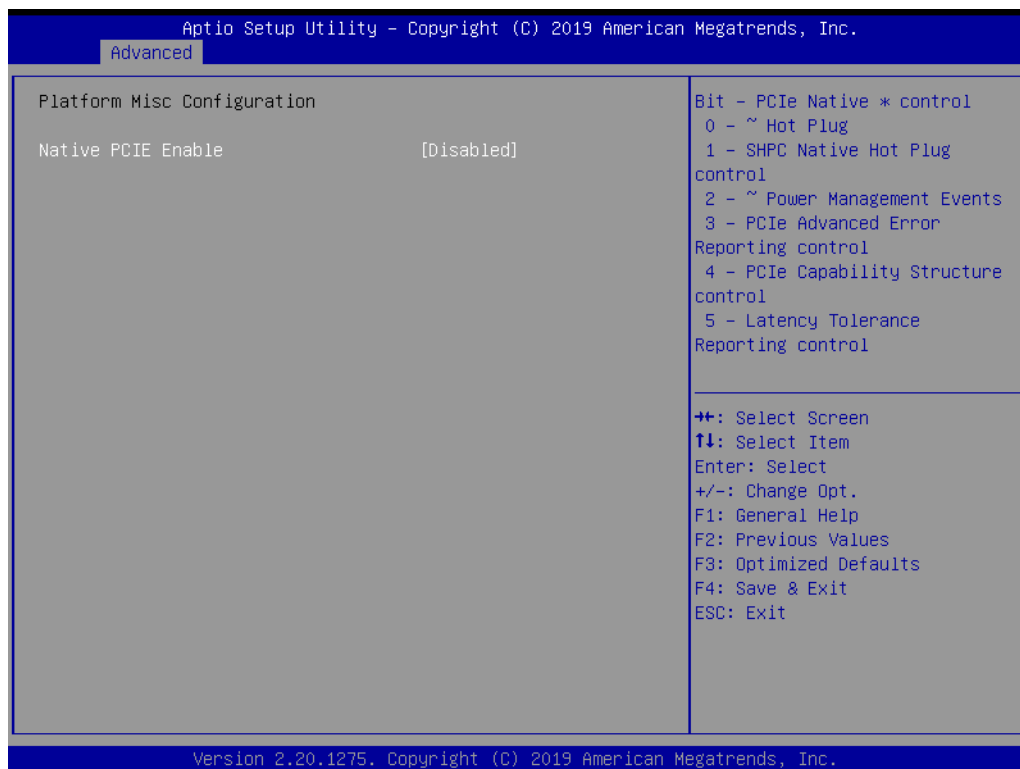 Aptio Setup Utility – Copyright (C) 2019 American Megatrends, Inc.
Advanced
Platform Misc Configuration
Native PCIE Enable [Disabled]
Bit – PCIe Native * control
0 – ~ Hot Plug
1 – SHPC Native Hot Plug
control
2 – ~ Power Management Events
3 – PCIe Advanced Error
Reporting control
4 – PCIe Capability Structure
control
5 – Latency Tolerance
Reporting control
→←: Select Screen
↑↓: Select Item
Enter: Select
+/-: Change Opt.
F1: General Help
F2: Previous Values
F3: Optimized Defaults
F4: Save & Exit
ESC: Exit
Version 2.20.1275. Copyright (C) 2019 American Megatrends, Inc.